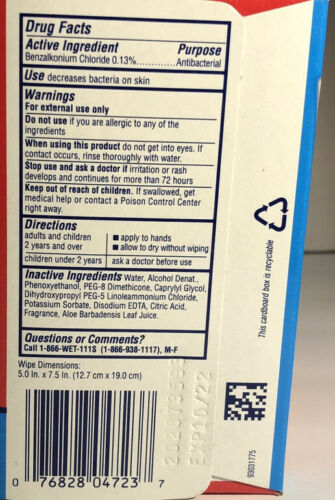 Drug Facts
Active Ingredient Purpose
Benzalkonium Chloride 0.13%............Antibacterial
Use decreases bacteria on skin
Warnings
For external use only
Do not use if you are allergic to any of the
ingredients
When using this product do not get into eyes. If
contact occurs, rinse thoroughly with water.
Stop use and ask a doctor if irritation or rash
develops and continues for more than 72 hours
Keep out of reach of children. If swallowed, get
medical help or contact a Poison Control Center
right away.
Directions
adults and children
2 years and over
■ apply to hands
■ allow to dry without wiping
children under 2 years ask a doctor before use
Inactive Ingredients Water, Alcohol Denat.,
Phenoxyethanol, PEG-8 Dimethicone, Caprylyl Glycol,
Dihydroxypropyl PEG-5 Linoleammonium Chloride,
Potassium Sorbate, Disodium EDTA, Citric Acid,
Fragrance, Aloe Barbadensis Leaf Juice.
Questions or Comments?
Call 1-866-WET-111S (1-866-938-1117), M-F
Wipe Dimensions:
5.0 In. x 7.5 In. (12.7 cm x 19.0 cm)
EXP10/22
0 76828 04723 7
This cardboard box is recyclable
93031775